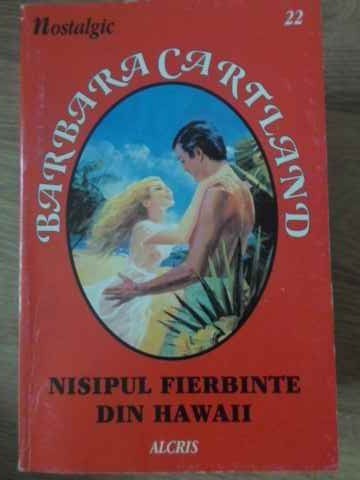 Nostalgic
22
BARBARA CARTLAND
NISIPUL FIERBINTE
DIN HAWAII
ALCRIS